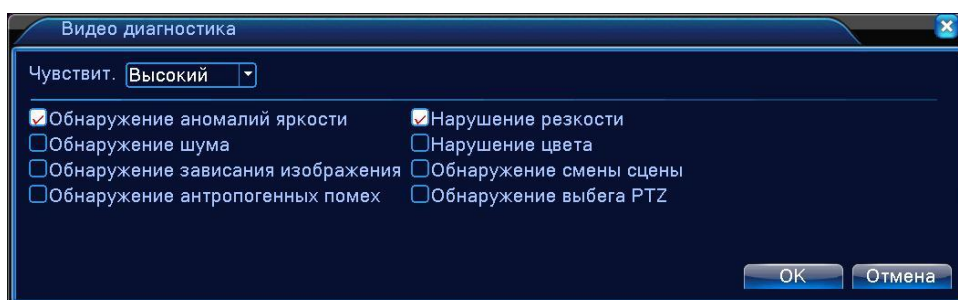 Видео диагностика
Чувствит. Высокий
Обнаружение аномалий яркости Нарушение резкости
Обнаружение шума Нарушение цвета
Обнаружение зависания изображения Обнаружение смены сцены
Обнаружение антропогенных помех Обнаружение выбега PTZ
OK Отмена